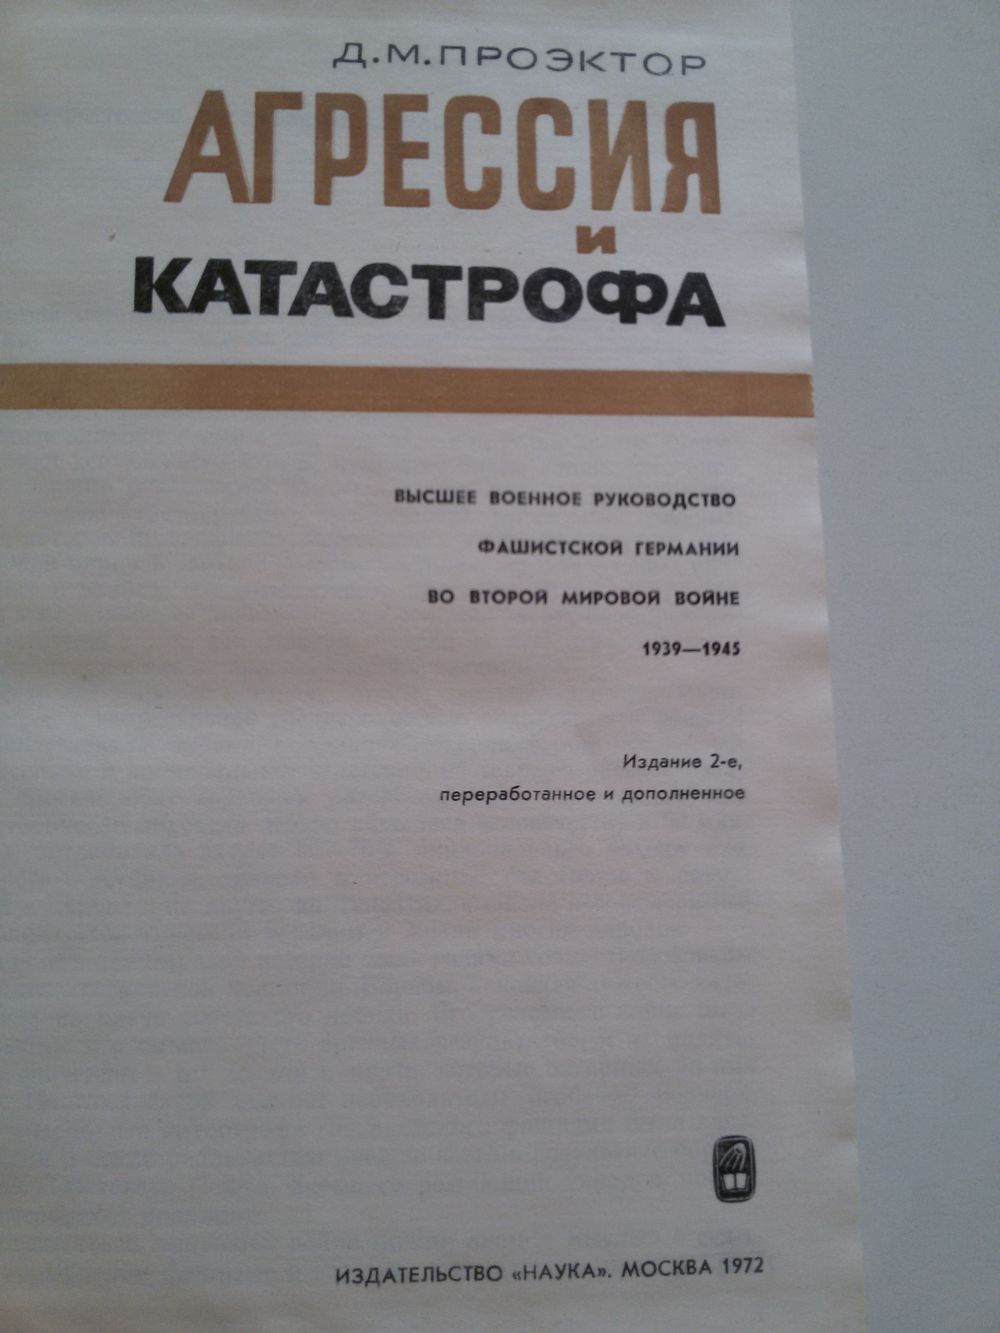 Д.М.ПРОЭКТОР
АГРЕССИЯ
И
КАТАСТРОФА
ВЫСШЕЕ ВОЕННОЕ РУКОВОДСТВО
ФАШИСТСКОЙ ГЕРМАНИИ
ВО ВТОРОЙ МИРОВОЙ ВОЙНЕ
1939—1945
Издание 2-е,
переработанное и дополненное
ИЗДАТЕЛЬСТВО «НАУКА». МОСКВА 1972